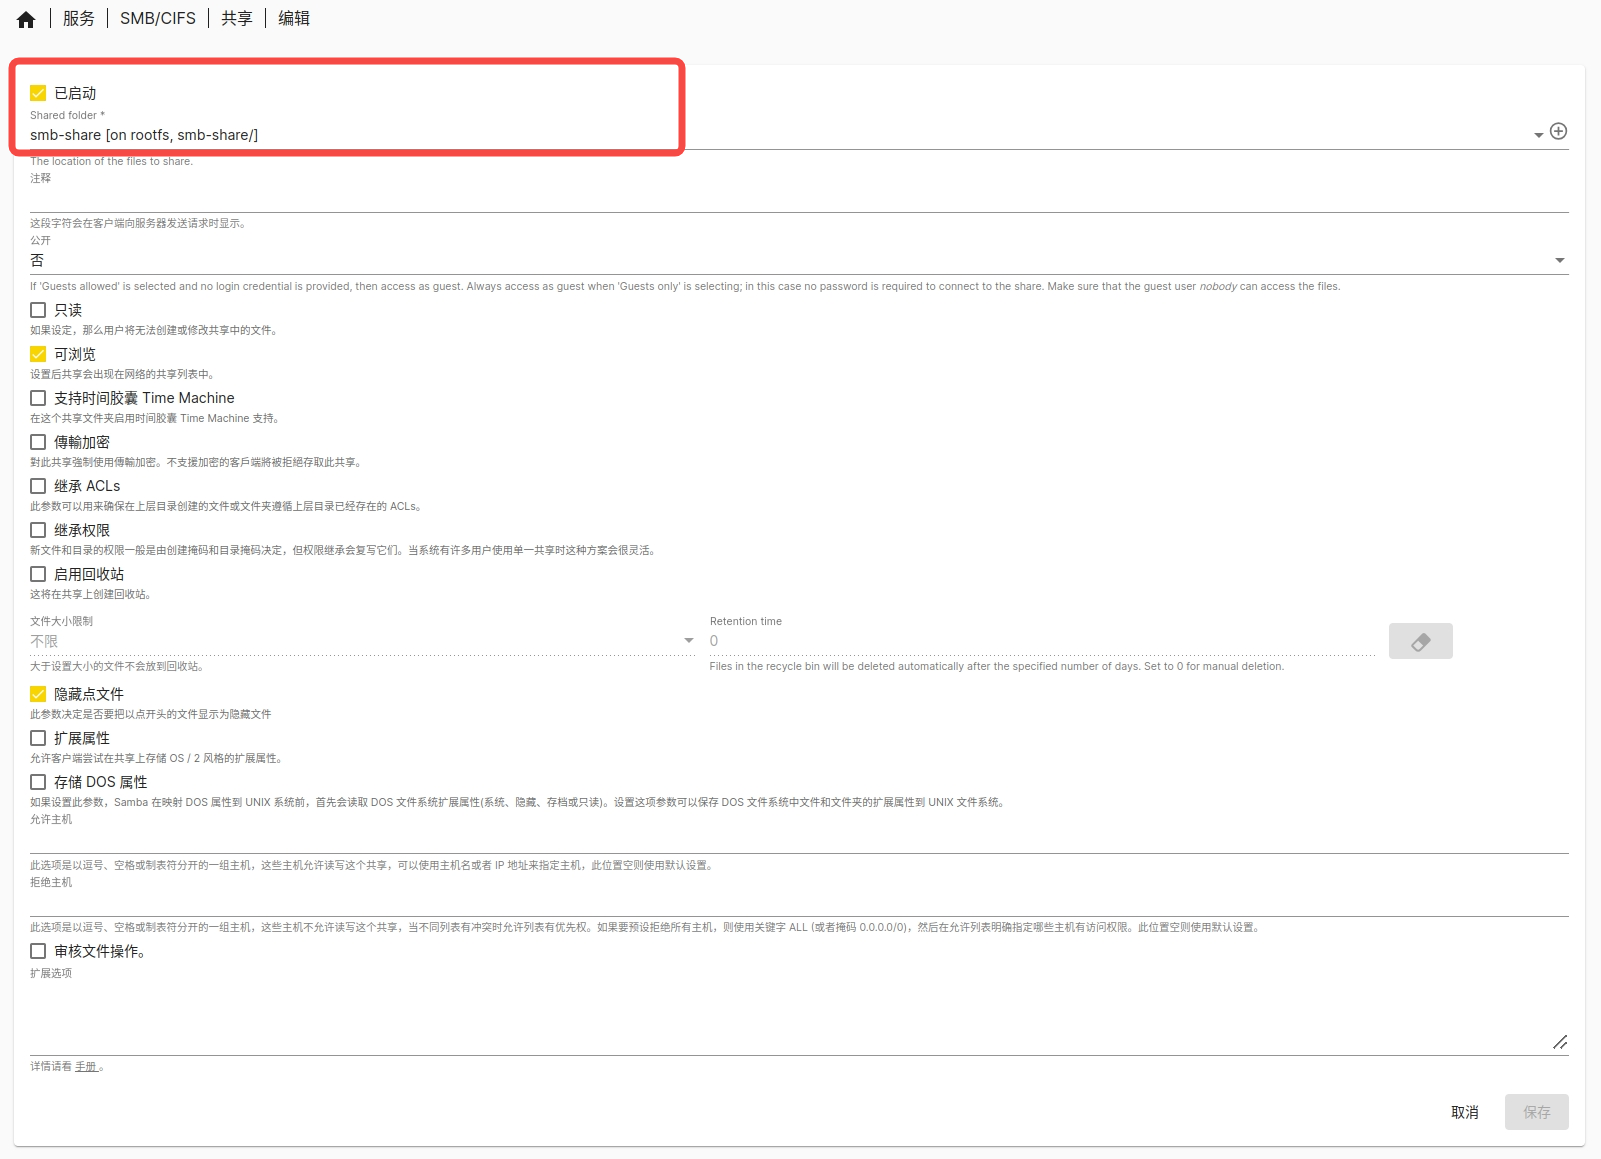 服务 | SMB/CIFS | 共享 | 编辑
已启动
Shared folder *
smb-share [on rootfs, smb-share/]
The location of the files to share.
注释
这段字符会在客户端向服务器发送请求时显示。
公开
否
If 'Guests allowed' is selected and no login credential is provided, then access as guest. Always access as guest when 'Guests only' is selecting; in this case no password is required to connect to the share. Make sure that the guest user nobody can access the files.
只读
如果设定，那么用户将无法创建或修改共享中的文件。
可浏览
设置后共享会出现在网络的共享列表中。
支持时间胶囊 Time Machine
在这个共享文件夹启用时间胶囊 Time Machine 支持。
傳輸加密
對此共享強制使用傳輸加密。不支援加密的客戶端將被拒絕存取此共享。
继承 ACLs
此参数可以用来确保在上层目录创建的文件或文件夹遵循上层目录已经存在的 ACLs。
继承权限
新文件和目录的权限一般是由创建掩码和目录掩码决定，但权限继承会复写它们。当系统有许多用户使用单一共享时这种方案会很灵活。
启用回收站
这将在共享上创建回收站。
文件大小限制 Retention time
不限 0
大于设置大小的文件不会放到回收站。 Files in the recycle bin will be deleted automatically after the specified number of days. Set to 0 for manual deletion.
隐藏点文件
此参数决定是否要把以点开头的文件显示为隐藏文件
扩展属性
允许客户端尝试在共享上存储 OS / 2 风格的扩展属性。
存储 DOS 属性
如果设置此参数，Samba 在映射 DOS 属性到 UNIX 系统前，首先会读取 DOS 文件系统扩展属性(系统、隐藏、存档或只读)。设置这项参数可以保存 DOS 文件系统中文件和文件夹的扩展属性到 UNIX 文件系统。
允许主机
此选项是以逗号、空格或制表符分开的一组主机，这些主机允许读写这个共享，可以使用主机名或者 IP 地址来指定主机，此位置空则使用默认设置。
拒绝主机
此选项是以逗号、空格或制表符分开的一组主机，这些主机不允许读写这个共享，当不同列表有冲突时允许列表有优先权。如果要预设拒绝所有主机，则使用关键字 ALL (或者掩码 0.0.0.0/0)，然后在允许列表明确指定哪些主机有访问权限。此位置空则使用默认设置。
审核文件操作。
扩展选项
详情请看 手册 。
取消 保存